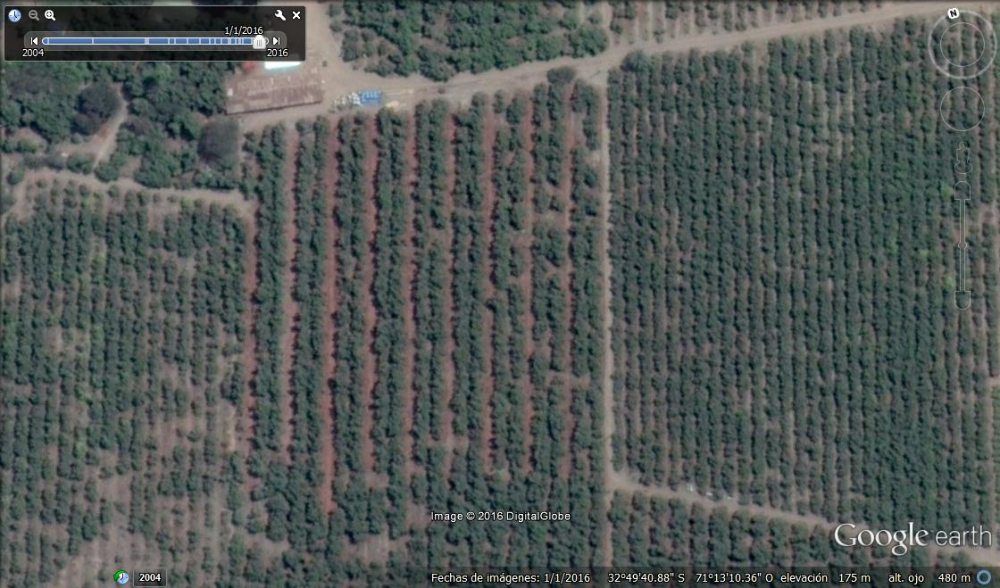 1/1/2016
2004
2016
N
Image © 2016 DigitalGlobe
Google earth
2004
Fechas de imágenes: 1/1/2016 32°49'40.88" S 71°13'10.36" O elevación 175 m alt. ojo 480 m